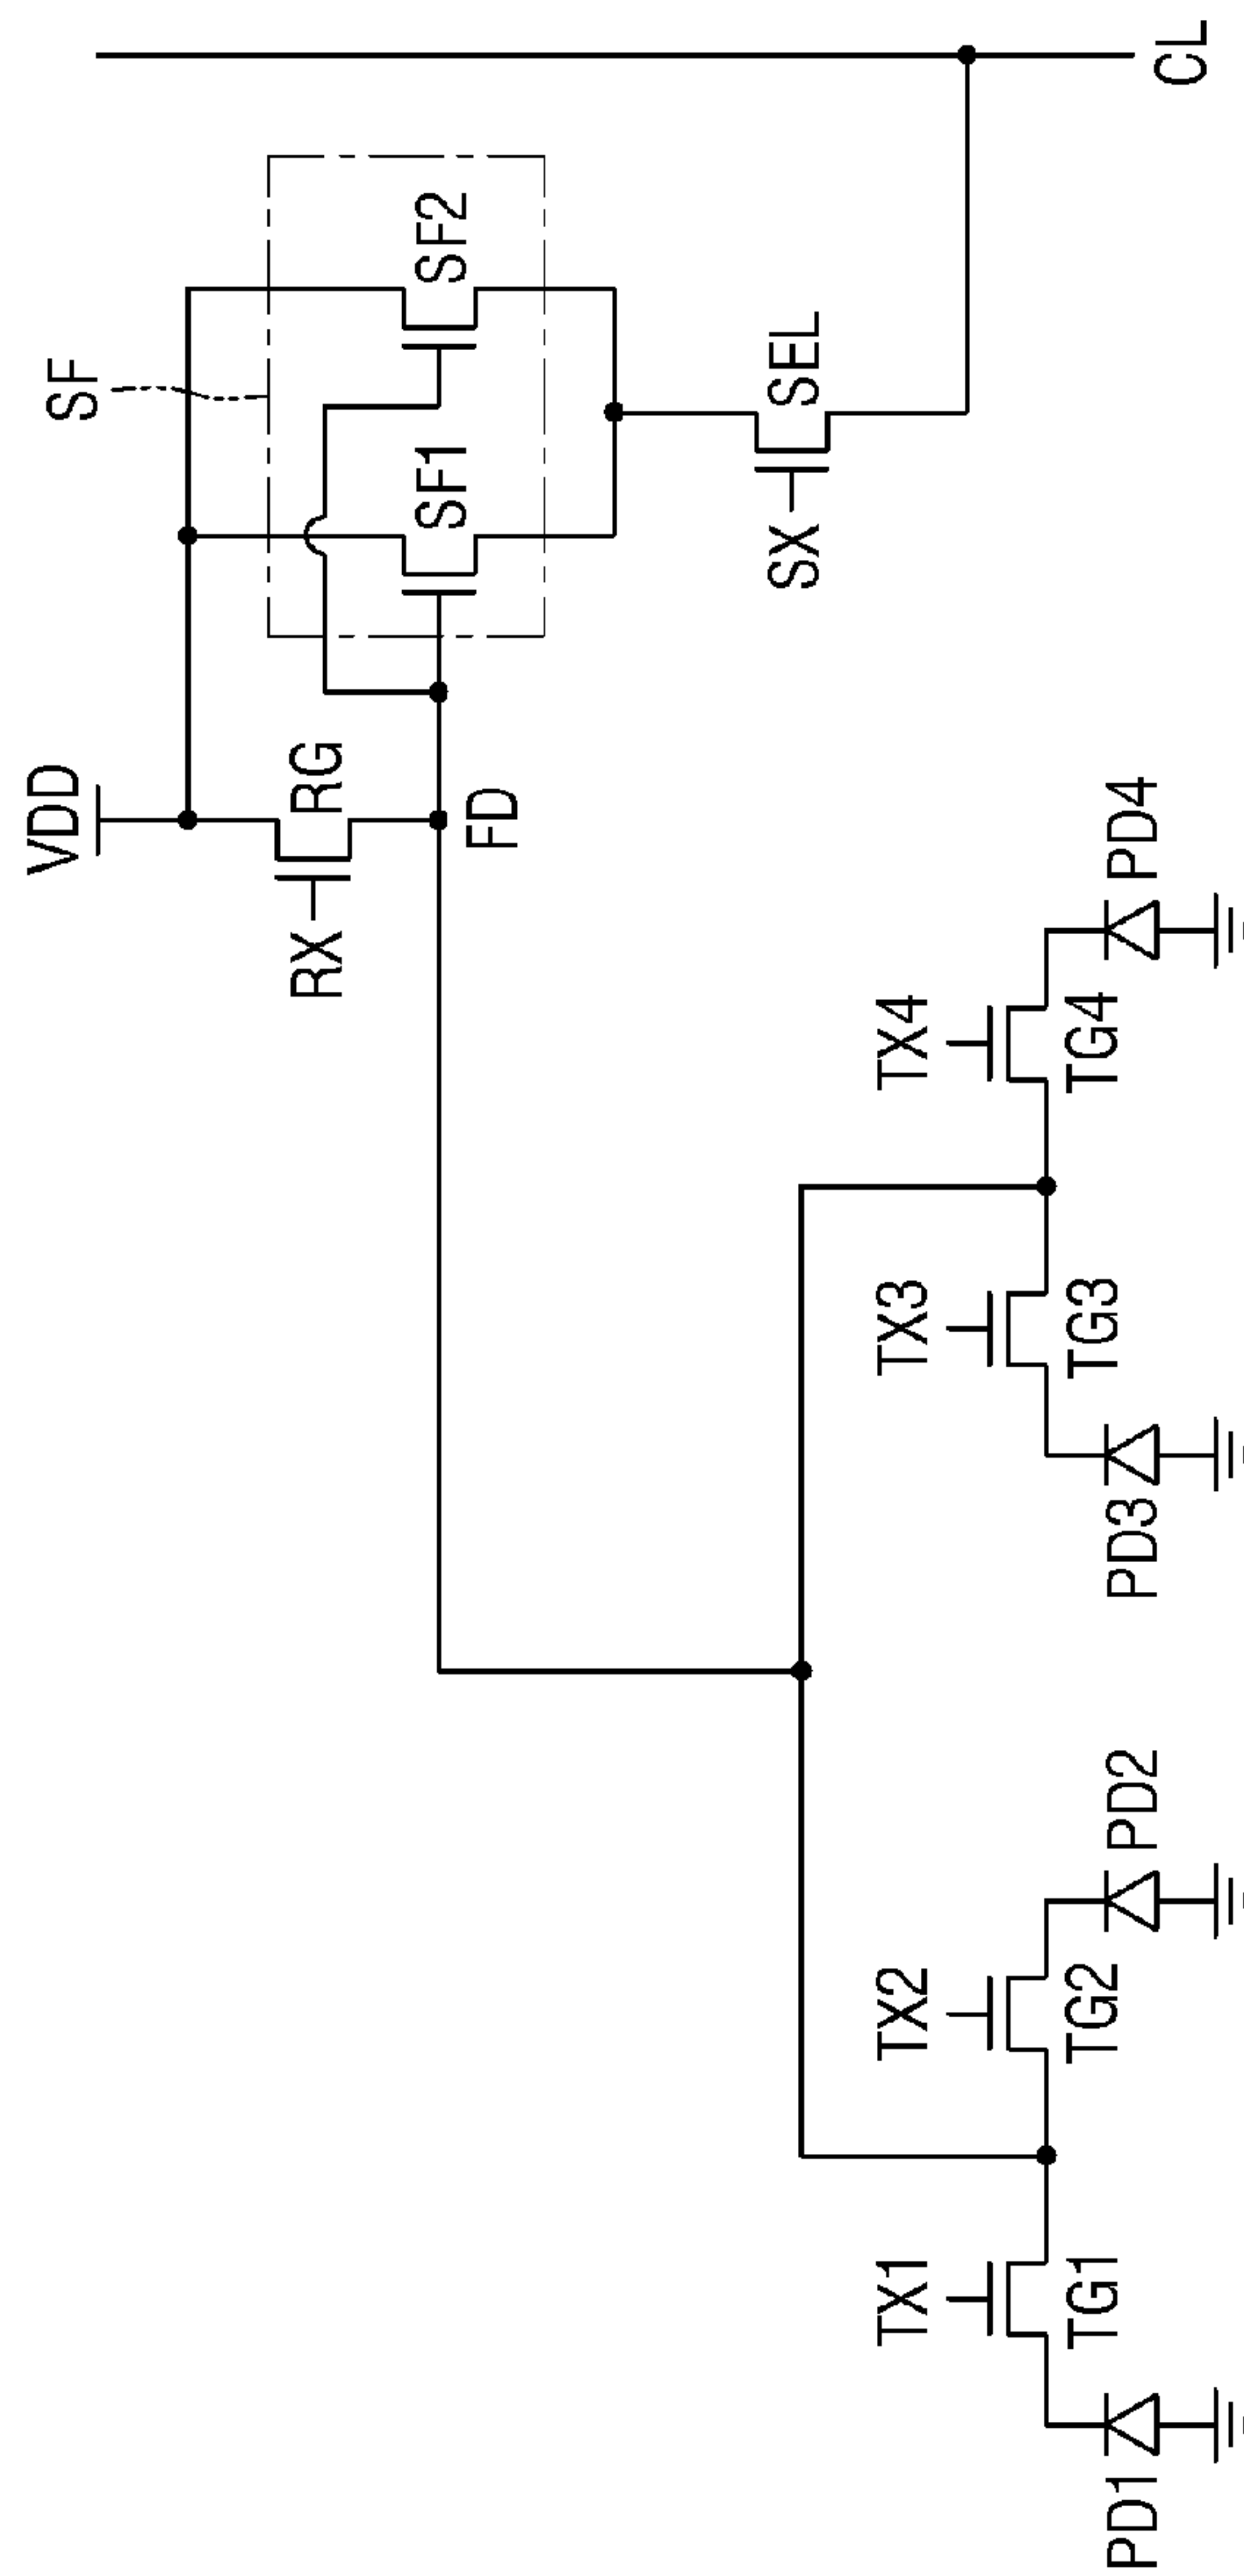 VDD
SF
RX
RG
SF1
SF2
FD
SX
SEL
TX1
TX2
TX3
TX4
TG1
TG2
TG3
TG4
PD1
PD2
PD3
PD4
CL